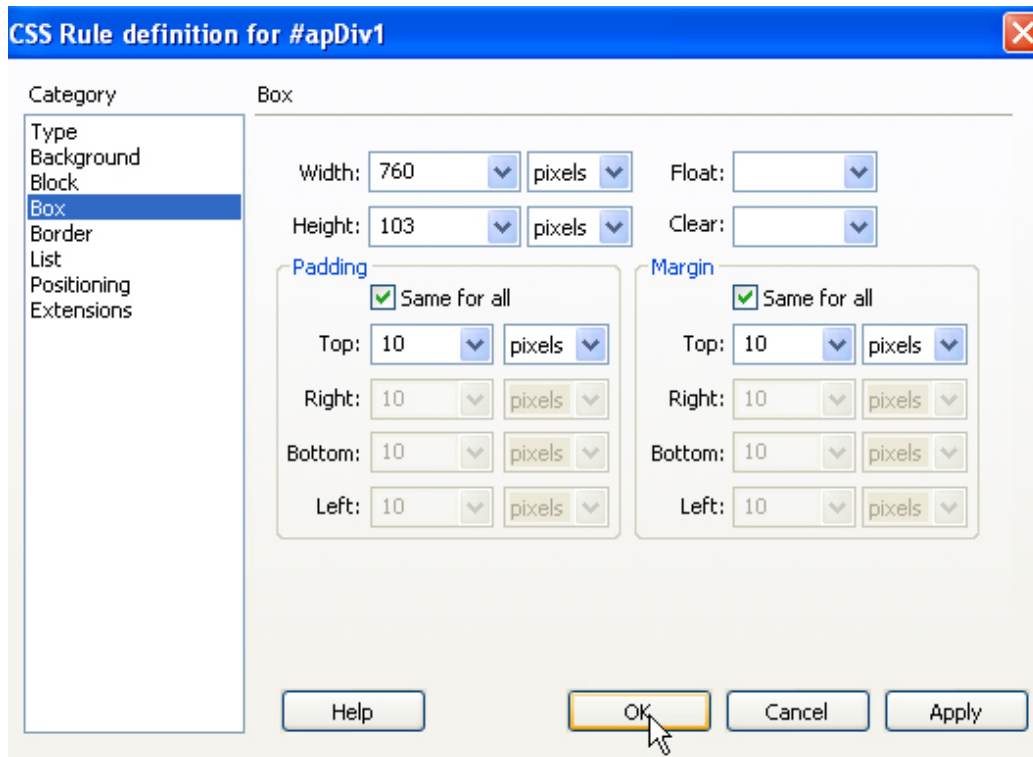 CSS Rule definition for #apDiv1
Category
Type
Background
Block
Box
Border
List
Positioning
Extensions
Box
Width: 760 pixels Float:
Height: 103 pixels Clear:
Padding
Same for all
Top: 10 pixels
Right: 10 pixels
Bottom: 10 pixels
Left: 10 pixels
Margin
Same for all
Top: 10 pixels
Right: 10 pixels
Bottom: 10 pixels
Left: 10 pixels
Help OK Cancel Apply